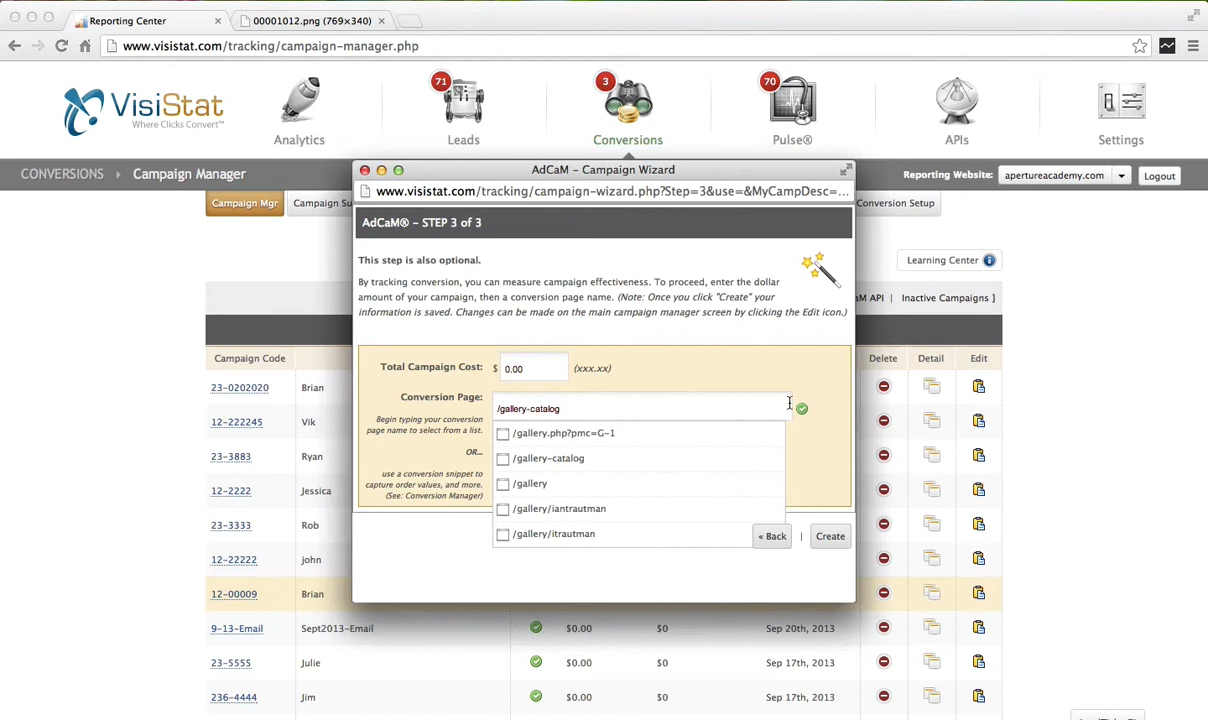 Reporting Center
00001012.png (769×340)
www.visistat.com/tracking/campaign-manager.php
VisiStat
Where Clicks Convert™
Analytics
71
Leads
3
Conversions
70
Pulse®
APIs
Settings
CONVERSIONS
Campaign Manager
Reporting Website:
apertureacademy.com
Logout
Campaign Mgr
Campaign Su
Conversion Setup
Learning Center
M API | Inactive Campaigns ]
AdCaM – Campaign Wizard
www.visistat.com/tracking/campaign-wizard.php?Step=3&use=&MyCampDesc=...
AdCaM® – STEP 3 of 3
This step is also optional.
By tracking conversion, you can measure campaign effectiveness. To proceed, enter the dollar
amount of your campaign, then a conversion page name. (Note: Once you click "Create" your
information is saved. Changes can be made on the main campaign manager screen by clicking the Edit icon.)
Total Campaign Cost: $ 0.00 (xxx.xx)
Conversion Page: /gallery-catalog
Begin typing your conversion
page name to select from a list.
OR...
use a conversion snippet to
capture order values, and more.
(See: Conversion Manager)
/gallery.php?pmc=G-1
/gallery-catalog
/gallery
/gallery/iantrautman
/gallery/itrautman
« Back | Create
Campaign Code Delete Detail Edit
23-0202020 Brian
12-222245 Vik
23-3883 Ryan
12-2222 Jessica
23-3333 Rob
12-22222 john
12-00009 Brian
9-13-Email Sept2013-Email $0.00 $0 Sep 20th, 2013
23-5555 Julie $0.00 $0 Sep 17th, 2013
236-4444 Jim $0.00 $0 Sep 17th, 2013